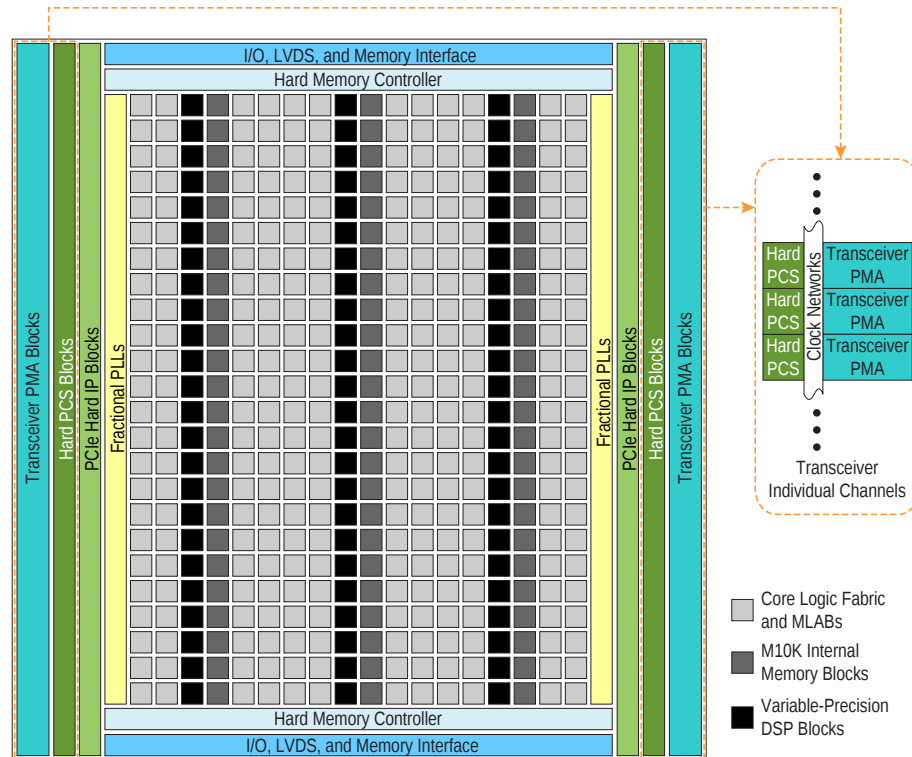 I/O, LVDS, and Memory Interface
Hard Memory Controller
Transceiver PMA Blocks
Hard PCS Blocks
PCIe Hard IP Blocks
Fractional PLLs
Fractional PLLs
PCIe Hard IP Blocks
Hard PCS Blocks
Transceiver PMA Blocks
Hard Memory Controller
I/O, LVDS, and Memory Interface
Hard
PCS
Hard
PCS
Hard
PCS
Clock Networks
Transceiver
PMA
Transceiver
PMA
Transceiver
PMA
Transceiver
Individual Channels
Core Logic Fabric
and MLABs
M10K Internal
Memory Blocks
Variable-Precision
DSP Blocks